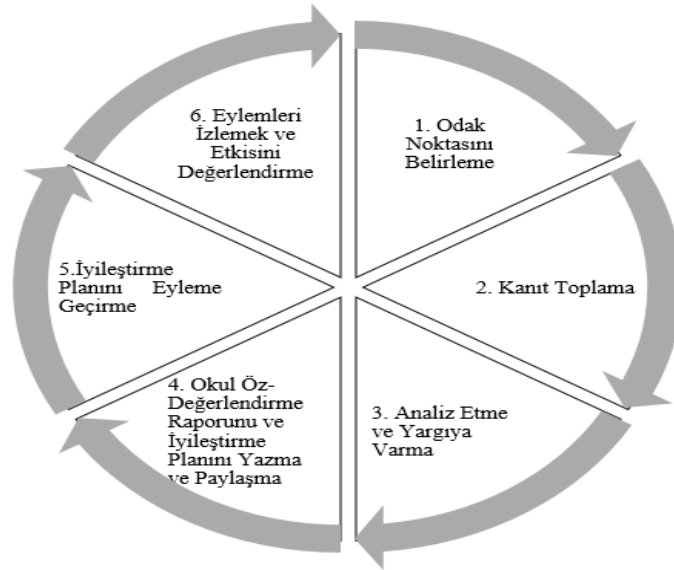 1. Odak
Noktasını
Belirleme
2. Kanıt Toplama
3. Analiz Etme
ve Yargıya
Varma
4. Okul Öz-
Değerlendirme
Raporunu ve
İyileştirme
Planını Yazma
ve Paylaşma
5.İyileştirme
Planını Eyleme
Geçirme
6. Eylemleri
İzlemek ve
Etkisini
Değerlendirme